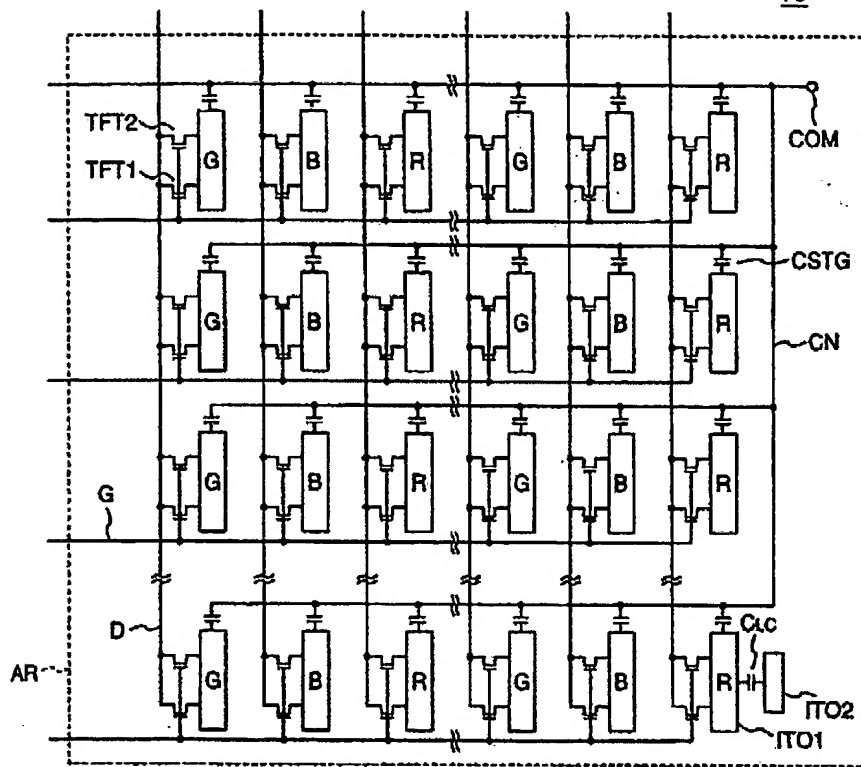 COM
TFT2
G B R G B R
TFT1
CSTG
G B R G B R
CN
G B R G B R
G
D
G B R G B R
CLC
AR
ITO2
ITO1